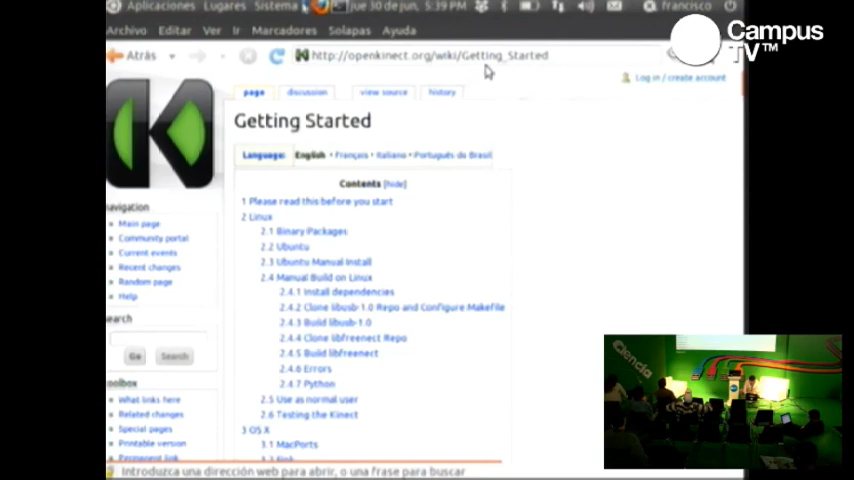 Aplicaciones Lugares Sistema jue 30 de jun, 5:39 PM francisco
Archivo Editar Ver Ir Marcadores Solapas Ayuda
Atrás http://openkinect.org/wiki/Getting_Started
Campus
TV™
Log in / create account
page discussion view source history
Getting Started
Language: English • Français • Italiano • Português do Brasil
Contents [hide]
1 Please read this before you start
2 Linux
2.1 Binary Packages
2.2 Ubuntu
2.3 Ubuntu Manual Install
2.4 Manual Build on Linux
2.4.1 Install dependencies
2.4.2 Clone libusb-1.0 Repo and Configure Makefile
2.4.3 Build libusb-1.0
2.4.4 Clone libfreenect Repo
2.4.5 Build libfreenect
2.4.6 Errors
2.4.7 Python
2.5 Use as normal user
2.6 Testing the Kinect
3 OS X
3.1 MacPorts
navigation
Main page
Community portal
Current events
Recent changes
Random page
Help
search
Go Search
toolbox
What links here
Related changes
Special pages
Printable version
Permanent link
Introduzca una dirección web para abrir, o una frase para buscar
Ciencia